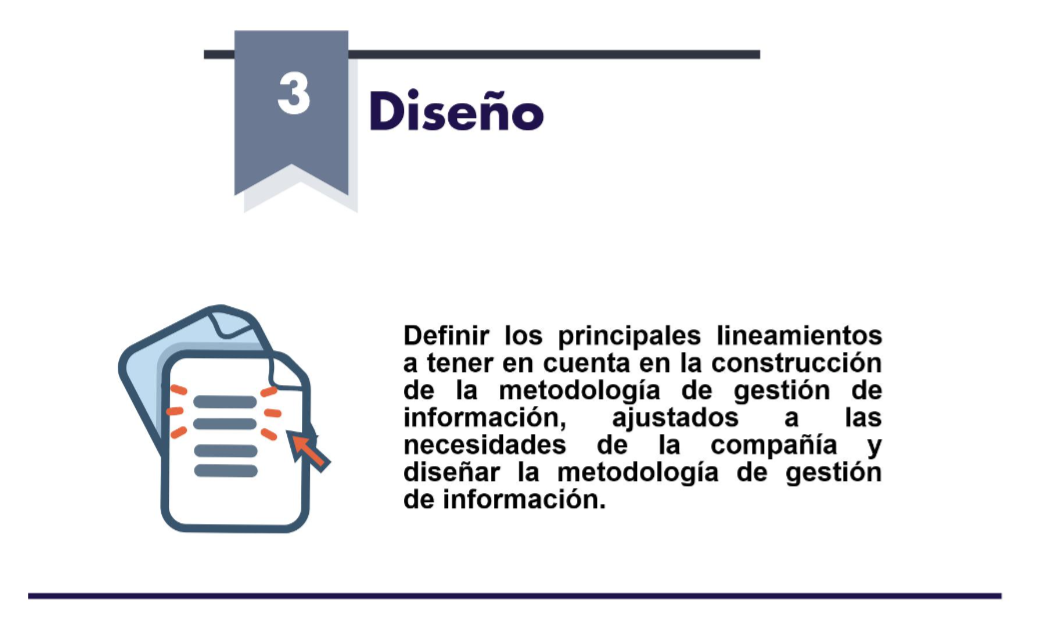 3
Diseño
Definir los principales lineamientos
a tener en cuenta en la construcción
de la metodología de gestión de
información, ajustados a las
necesidades de la compañía y
diseñar la metodología de gestión
de información.